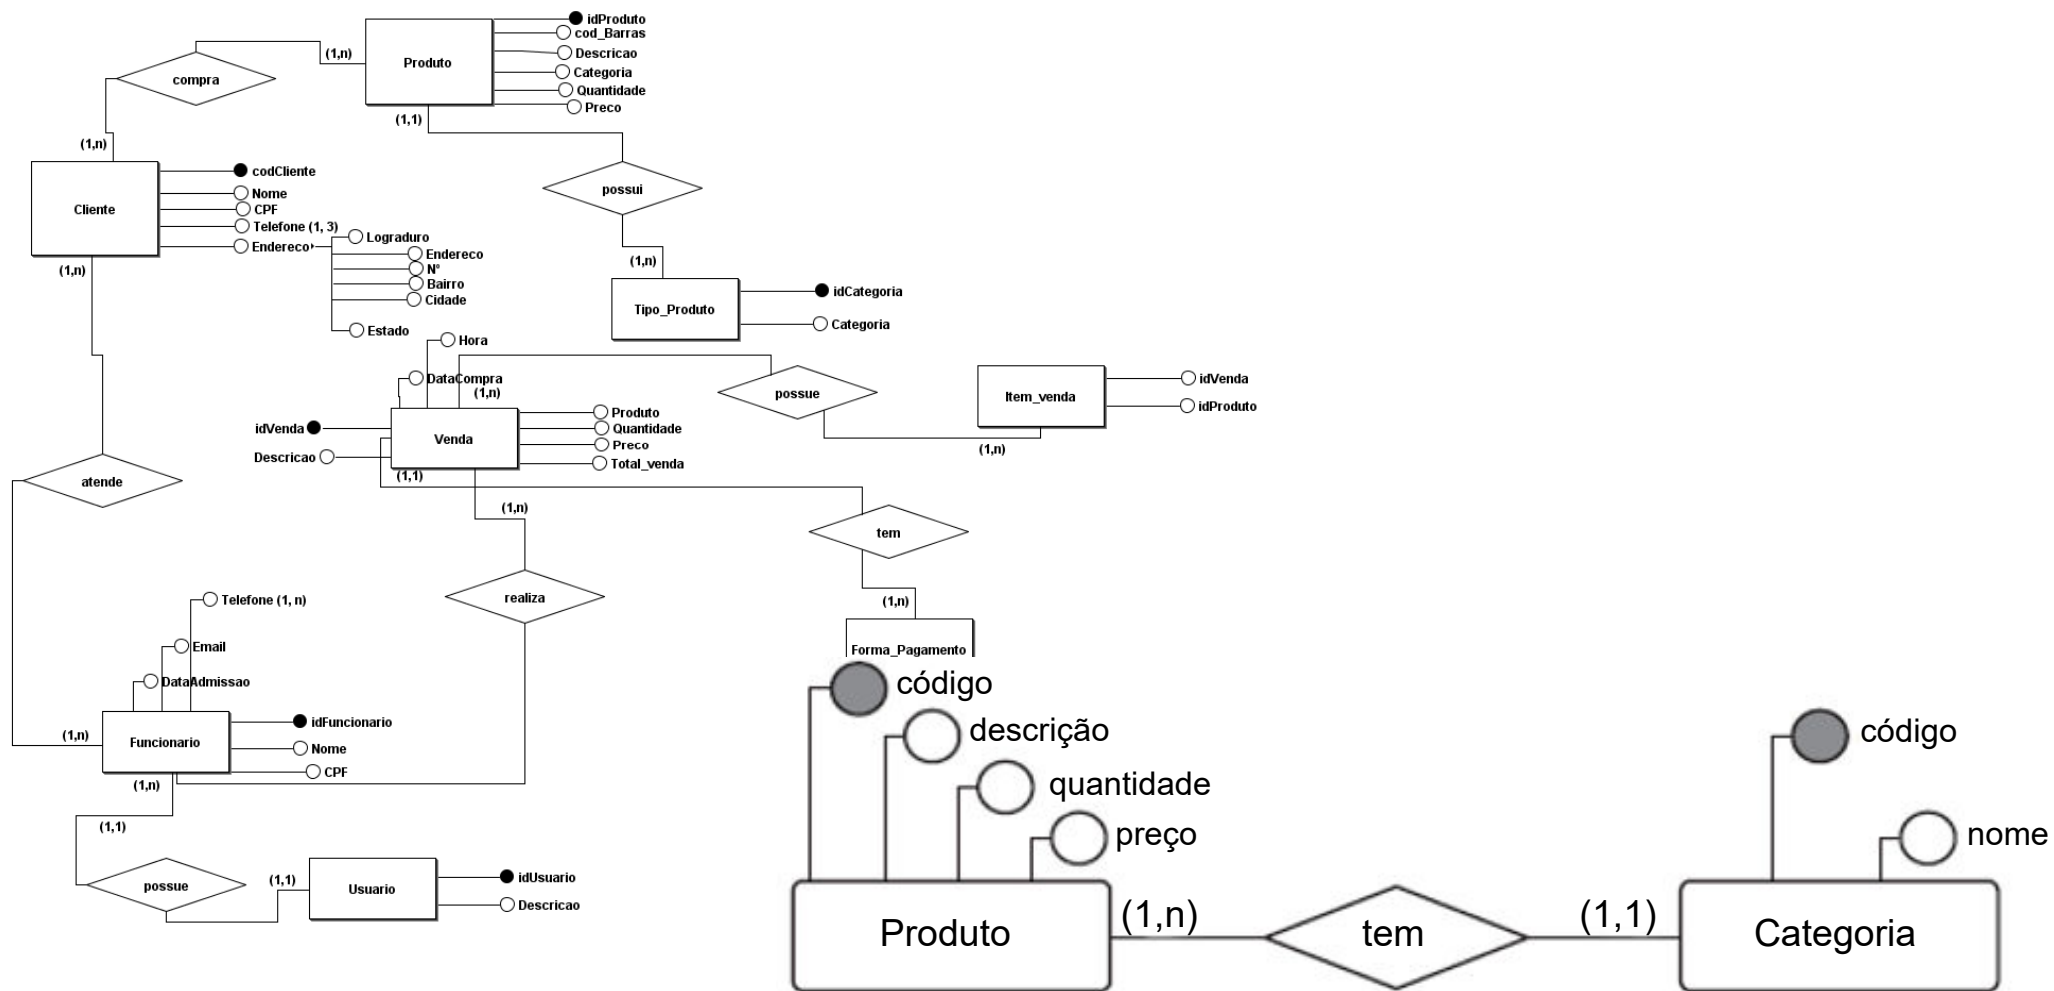 idProduto
cod_Barras
Descricao
Categoria
Quantidade
Preco
Produto
(1,n)
(1,1)
compra
(1,n)
codCliente
Nome
CPF
Telefone (1, 3)
Endereco
Cliente
(1,n)
Lograduro
Endereco
N°
Bairro
Cidade
Estado
possui
(1,n)
Tipo_Produto
idCategoria
Categoria
Hora
DataCompra
(1,n)
possue
Item_venda
idVenda
idProduto
(1,n)
idVenda
Descricao
Venda
Produto
Quantidade
Preco
Total_venda
(1,1)
(1,n)
atende
tem
(1,n)
Forma_Pagamento
realiza
Telefone (1, n)
Email
DataAdmissao
(1,n)
Funcionario
idFuncionario
Nome
CPF
(1,n)
(1,1)
possue
(1,1)
Usuario
idUsuario
Descricao
código
descrição
quantidade
preço
Produto
(1,n)
tem
(1,1)
código
nome
Categoria